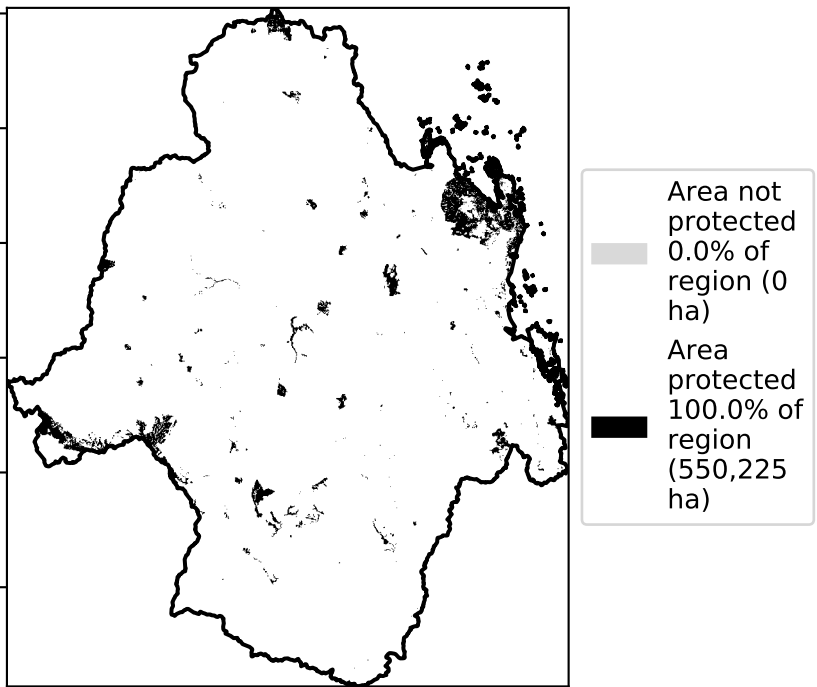 Area not
protected
0.0% of
region (0
ha)
Area
protected
100.0% of
region
(550,225
ha)